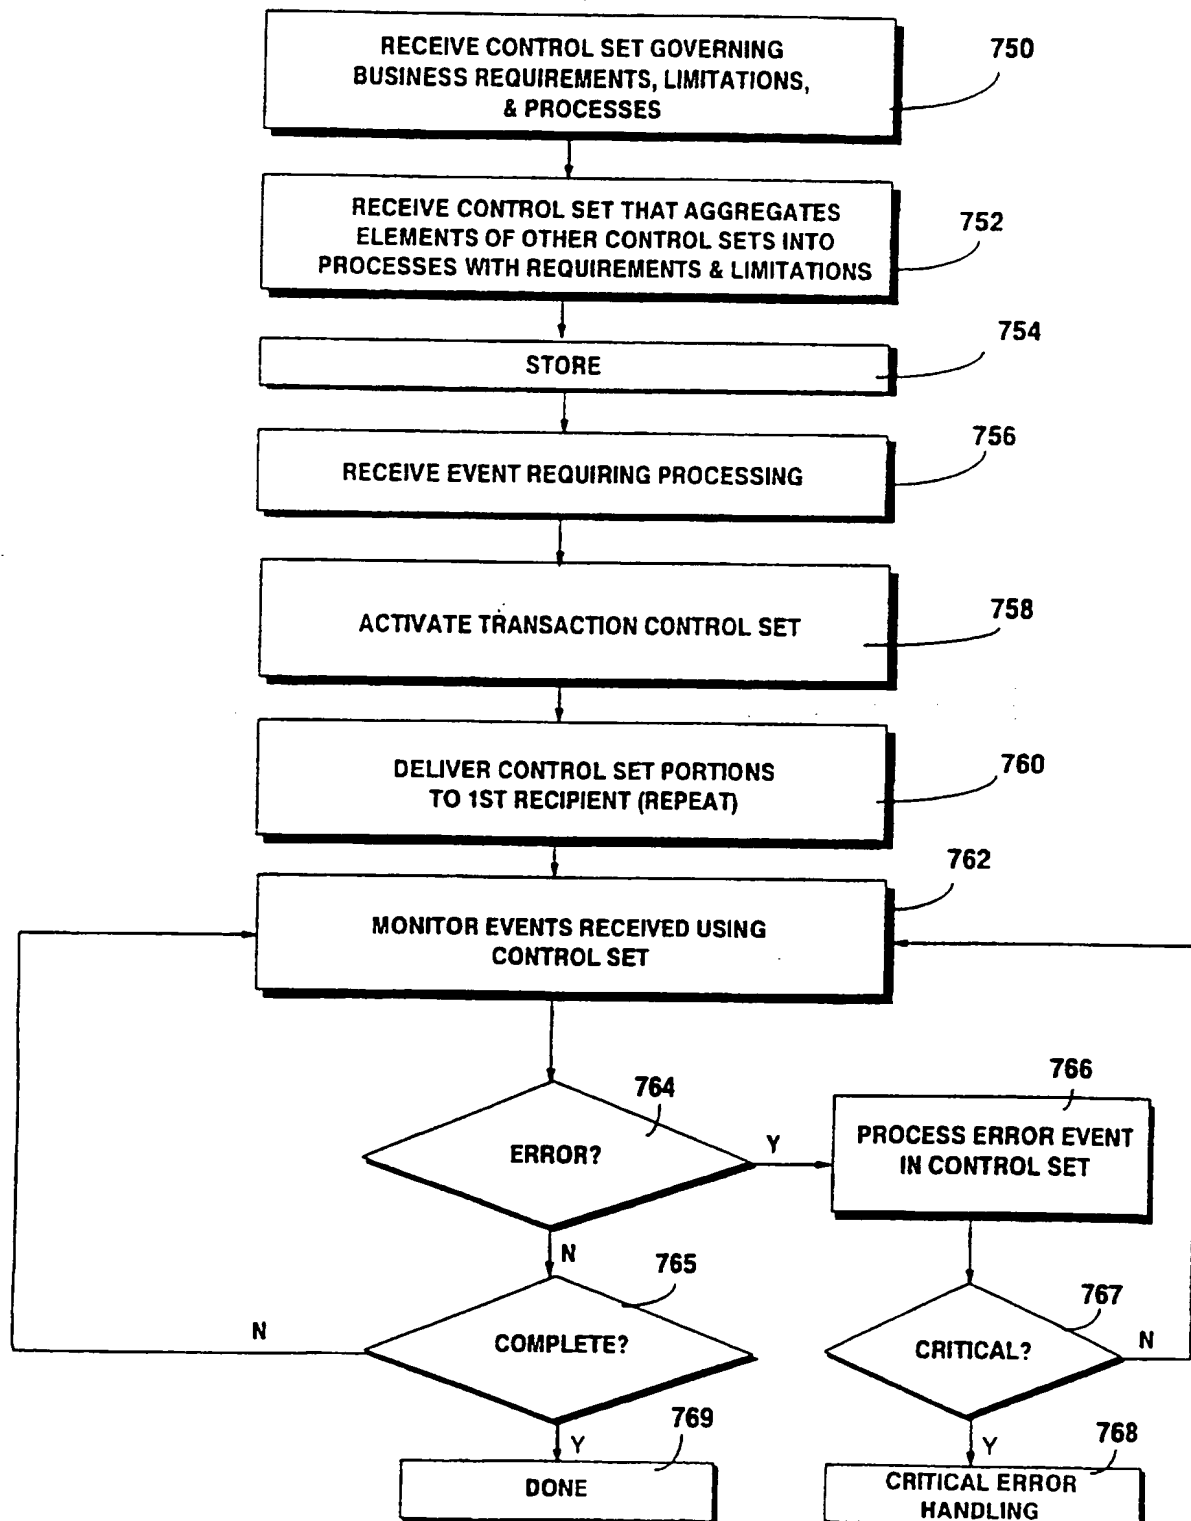 RECEIVE CONTROL SET GOVERNING
BUSINESS REQUIREMENTS, LIMITATIONS,
& PROCESSES
750
RECEIVE CONTROL SET THAT AGGREGATES
ELEMENTS OF OTHER CONTROL SETS INTO
PROCESSES WITH REQUIREMENTS & LIMITATIONS
752
STORE
754
RECEIVE EVENT REQUIRING PROCESSING
756
ACTIVATE TRANSACTION CONTROL SET
758
DELIVER CONTROL SET PORTIONS
TO 1ST RECIPIENT (REPEAT)
760
MONITOR EVENTS RECEIVED USING
CONTROL SET
762
ERROR?
764
Y
PROCESS ERROR EVENT
IN CONTROL SET
766
N
COMPLETE?
765
N
CRITICAL?
767
N
Y
DONE
769
Y
CRITICAL ERROR
HANDLING
768